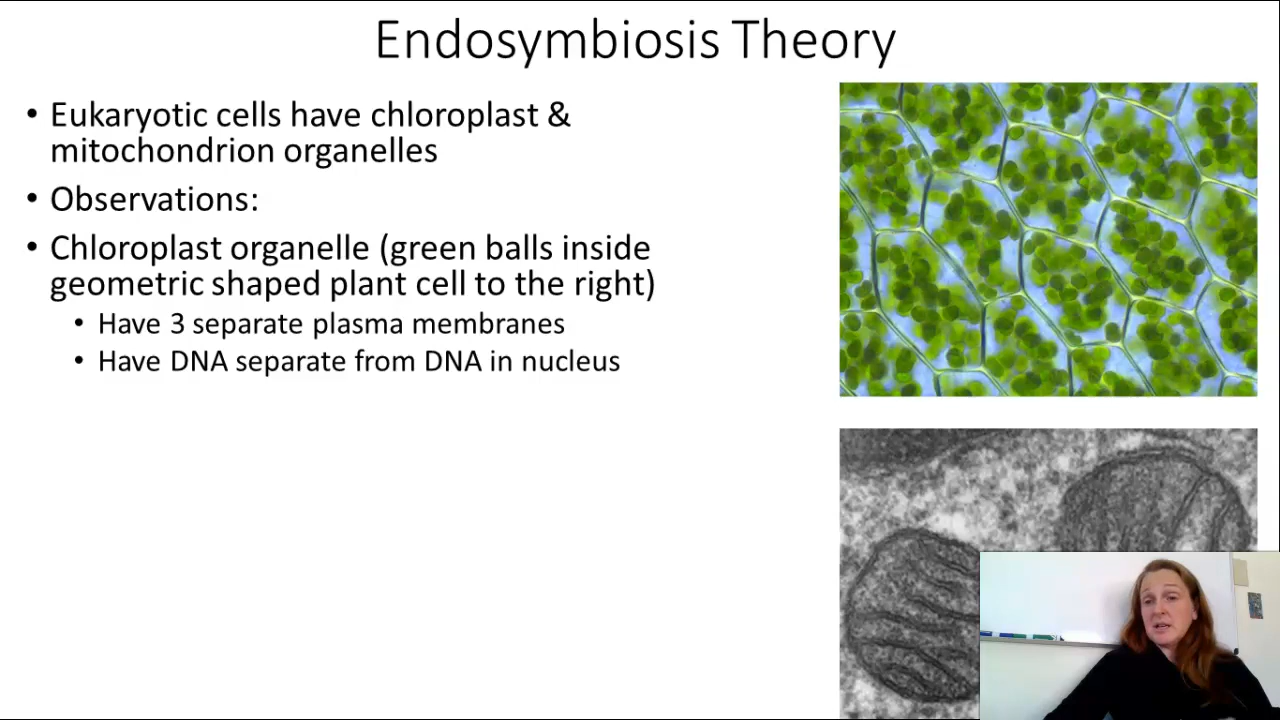 Endosymbiosis Theory
• Eukaryotic cells have chloroplast &
mitochondrion organelles
• Observations:
• Chloroplast organelle (green balls inside
geometric shaped plant cell to the right)
• Have 3 separate plasma membranes
• Have DNA separate from DNA in nucleus